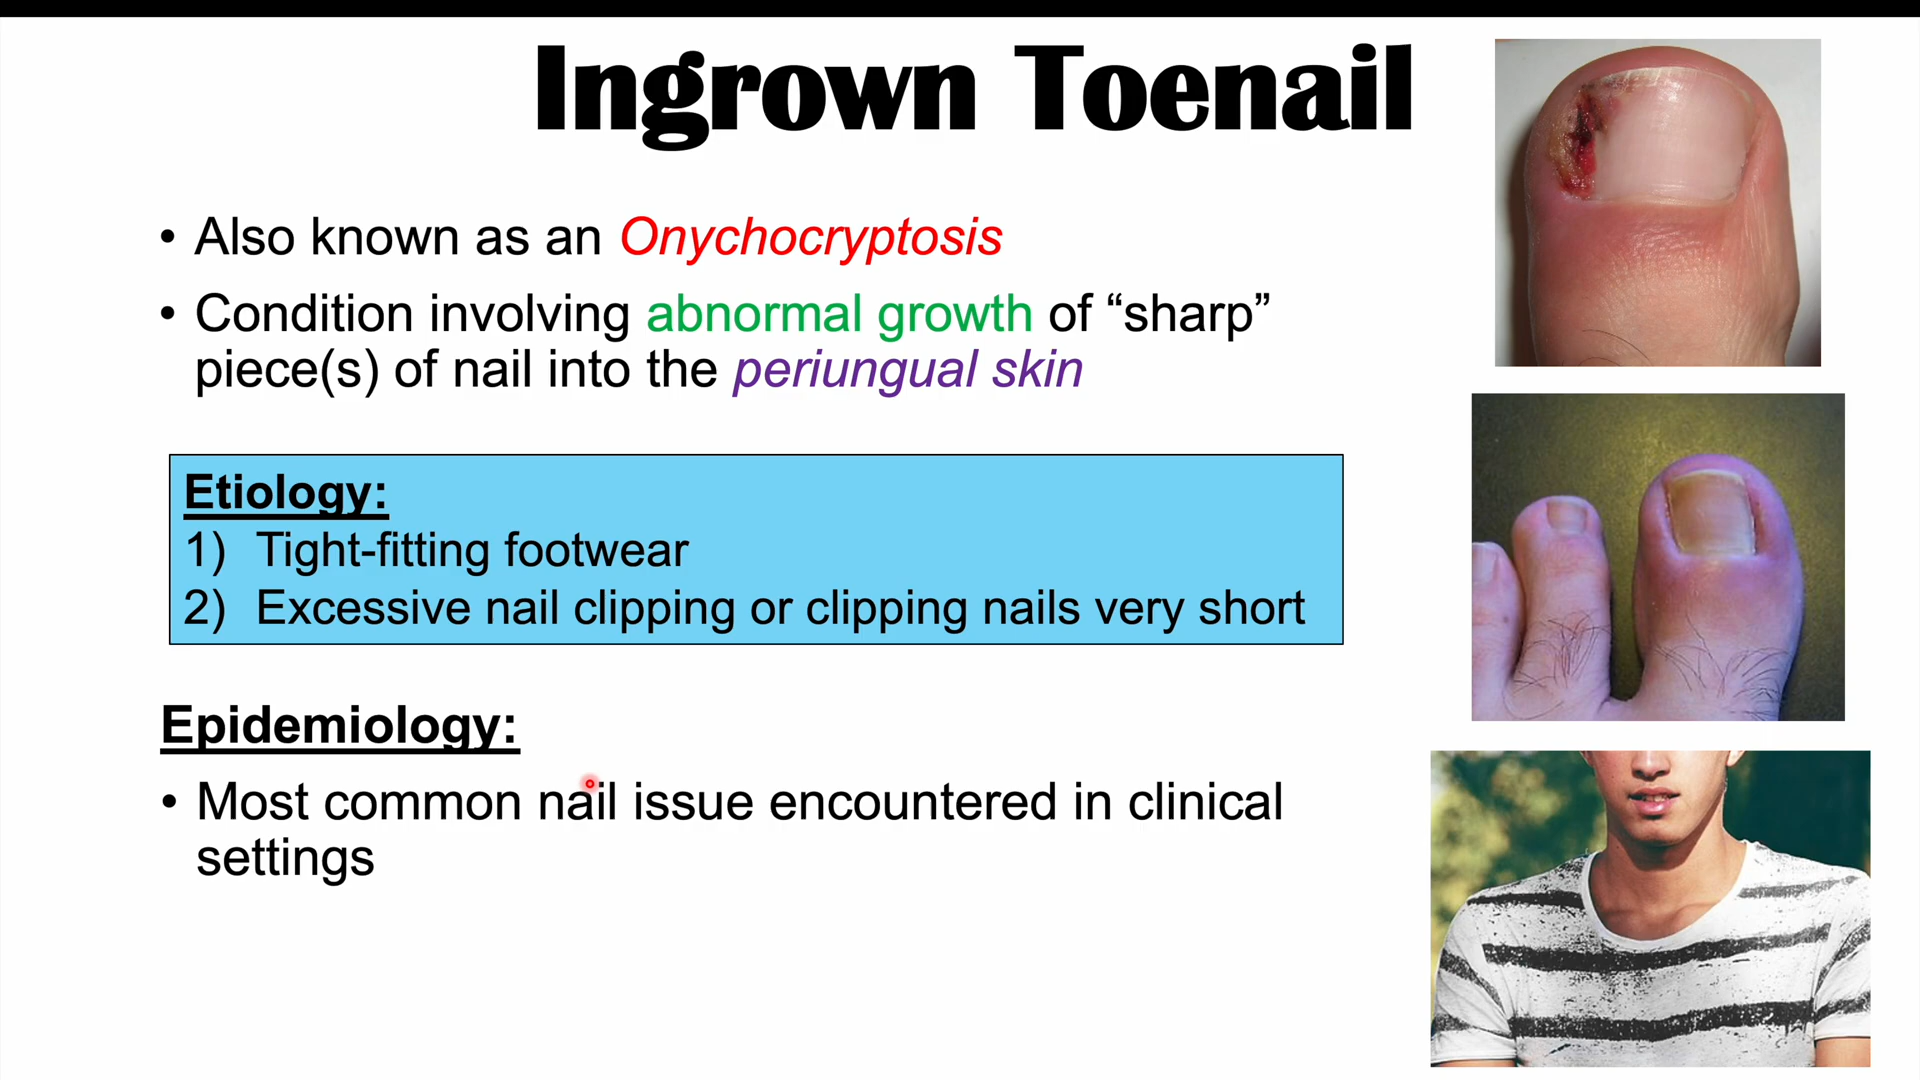 Ingrown Toenail
• Also known as an Onychocryptosis
• Condition involving abnormal growth of “sharp”
piece(s) of nail into the periungual skin
Etiology:
1) Tight-fitting footwear
2) Excessive nail clipping or clipping nails very short
Epidemiology:
• Most common nail issue encountered in clinical
settings